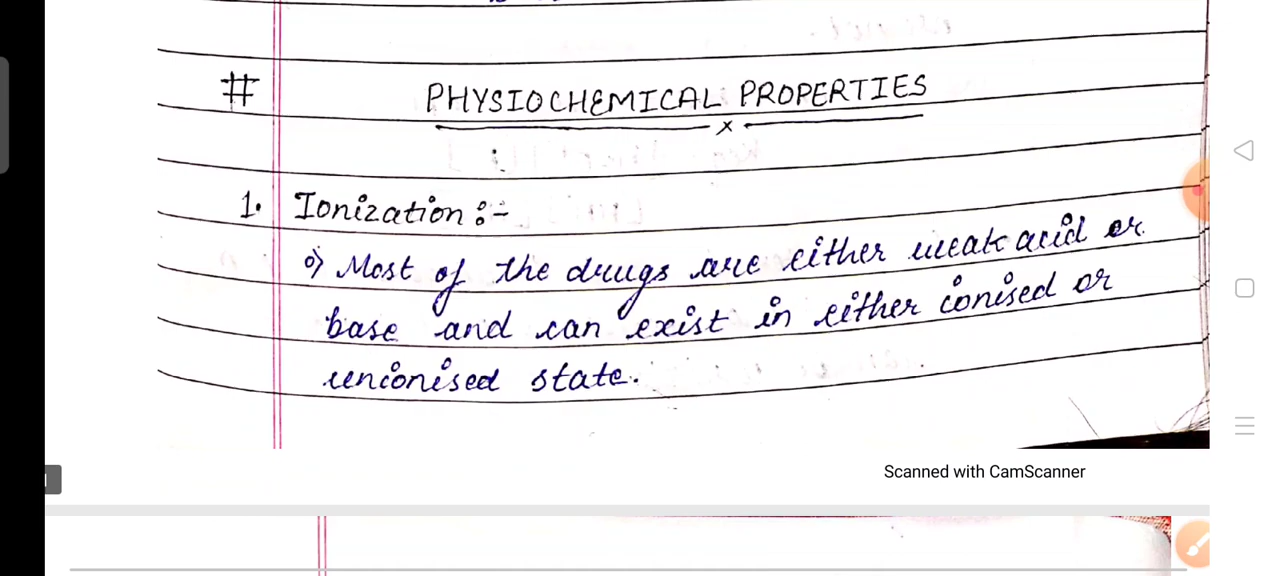 # PHYSIOCHEMICAL PROPERTIES
1. Ionization :-
o) Most of the drugs are either weak acid or
base and can exist in either ionised or
unionised state.
Scanned with CamScanner